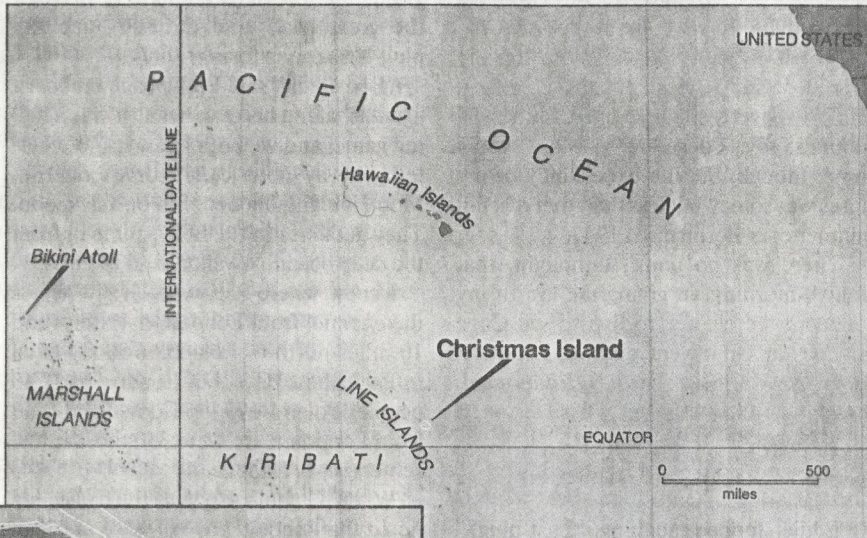 UNITED STATES
PACIFIC OCEAN
INTERNATIONAL DATE LINE
Hawaiian Islands
Bikini Atoll
Christmas Island
MARSHALL
ISLANDS
LINE ISLANDS
EQUATOR
KIRIBATI
0 500
miles